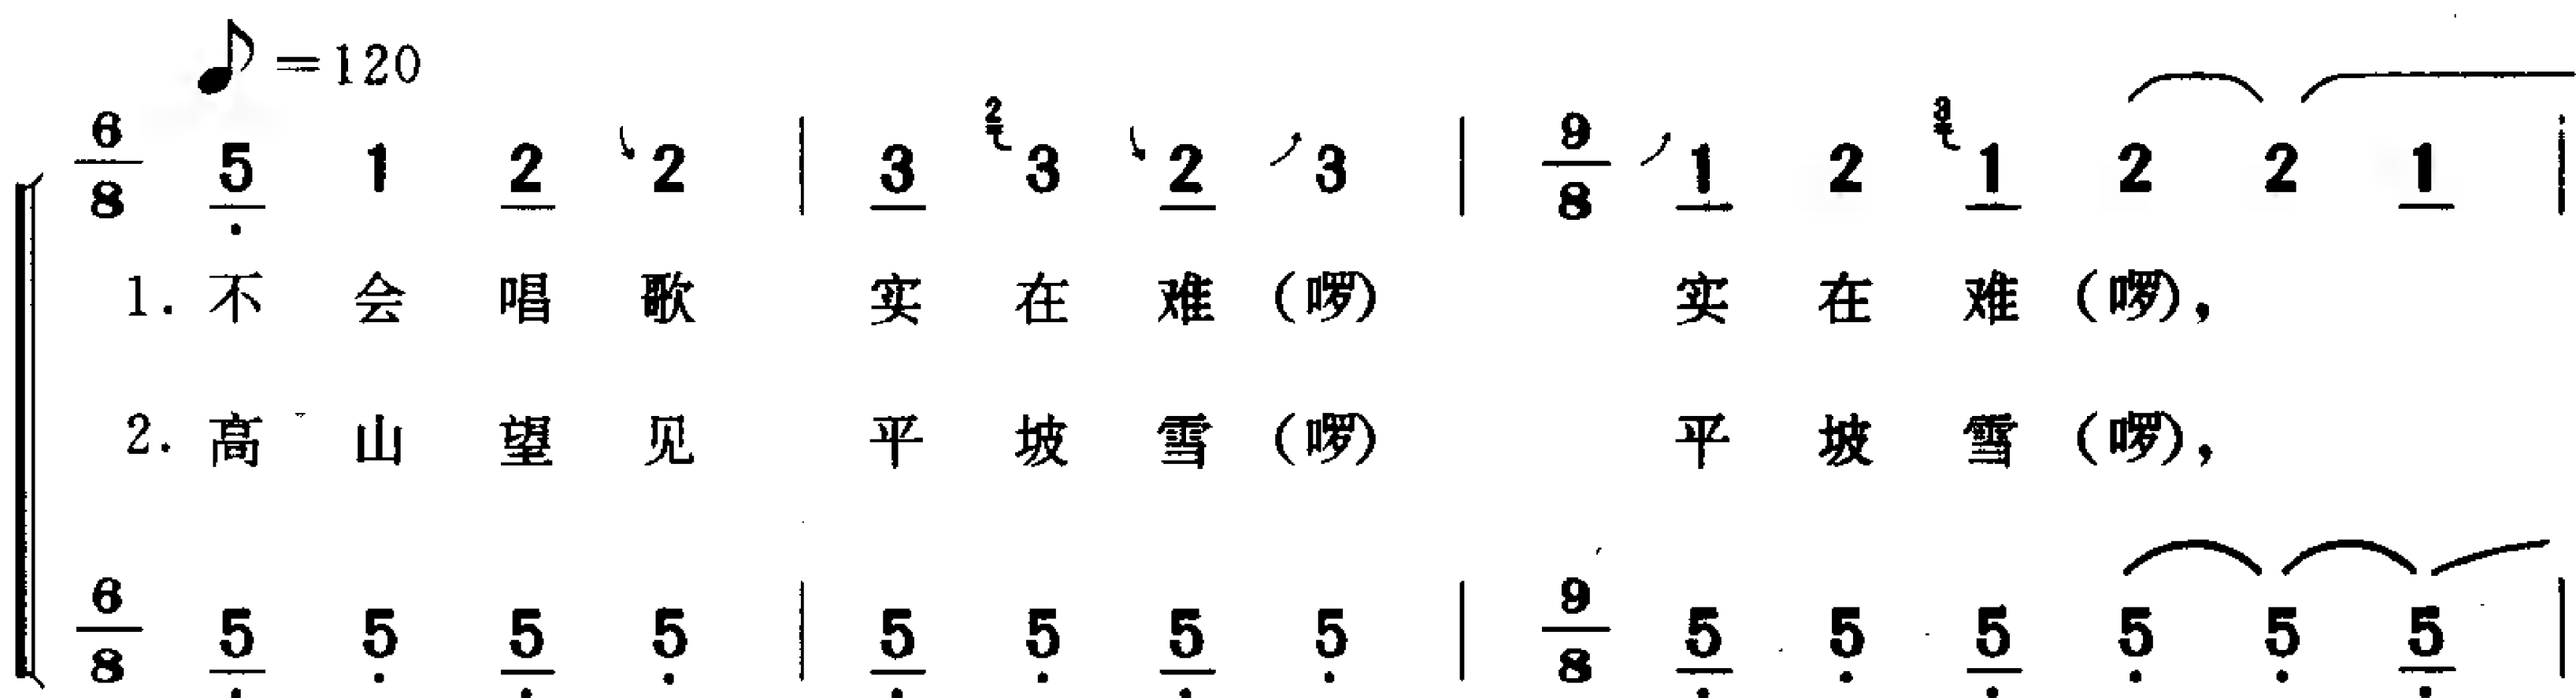 ♪=120
6/8 5̣ 1 2 2 | 3 2 3 2 3 | 9/8 1 2 3 1 2 2 1 |
1. 不 会 唱 歌 实 在 难 (啰) 实 在 难 (啰),
2. 高 山 望 见 平 坡 雪 (啰) 平 坡 雪 (啰),
6/8 5̣ 5̣ 5̣ 5̣ | 5̣ 5̣ 5̣ 5̣ | 9/8 5̣ 5̣ 5̣ 5̣ 5̣ 5̣ |